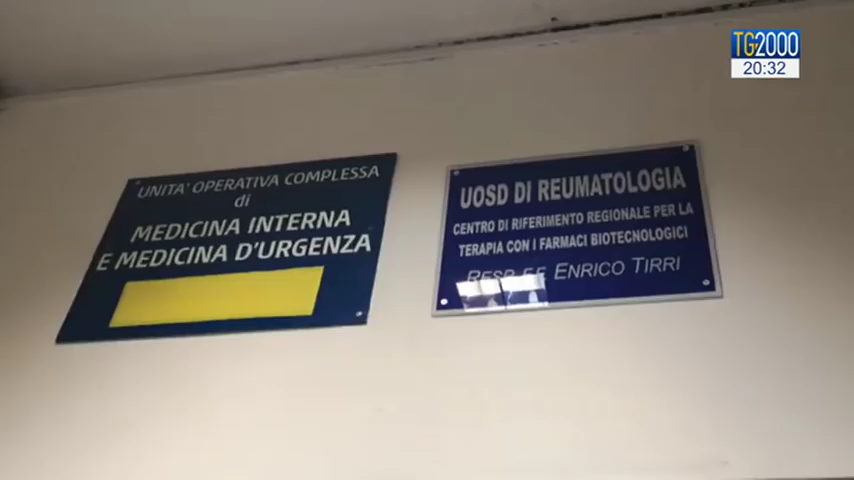 TG2000
20:32
UNITA' OPERATIVA COMPLESSA
di
MEDICINA INTERNA
E MEDICINA D'URGENZA
UOSD DI REUMATOLOGIA
CENTRO DI RIFERIMENTO REGIONALE PER LA
TERAPIA CON I FARMACI BIOTECNOLOGICI
RESP. F.F. ENRICO TIRRI